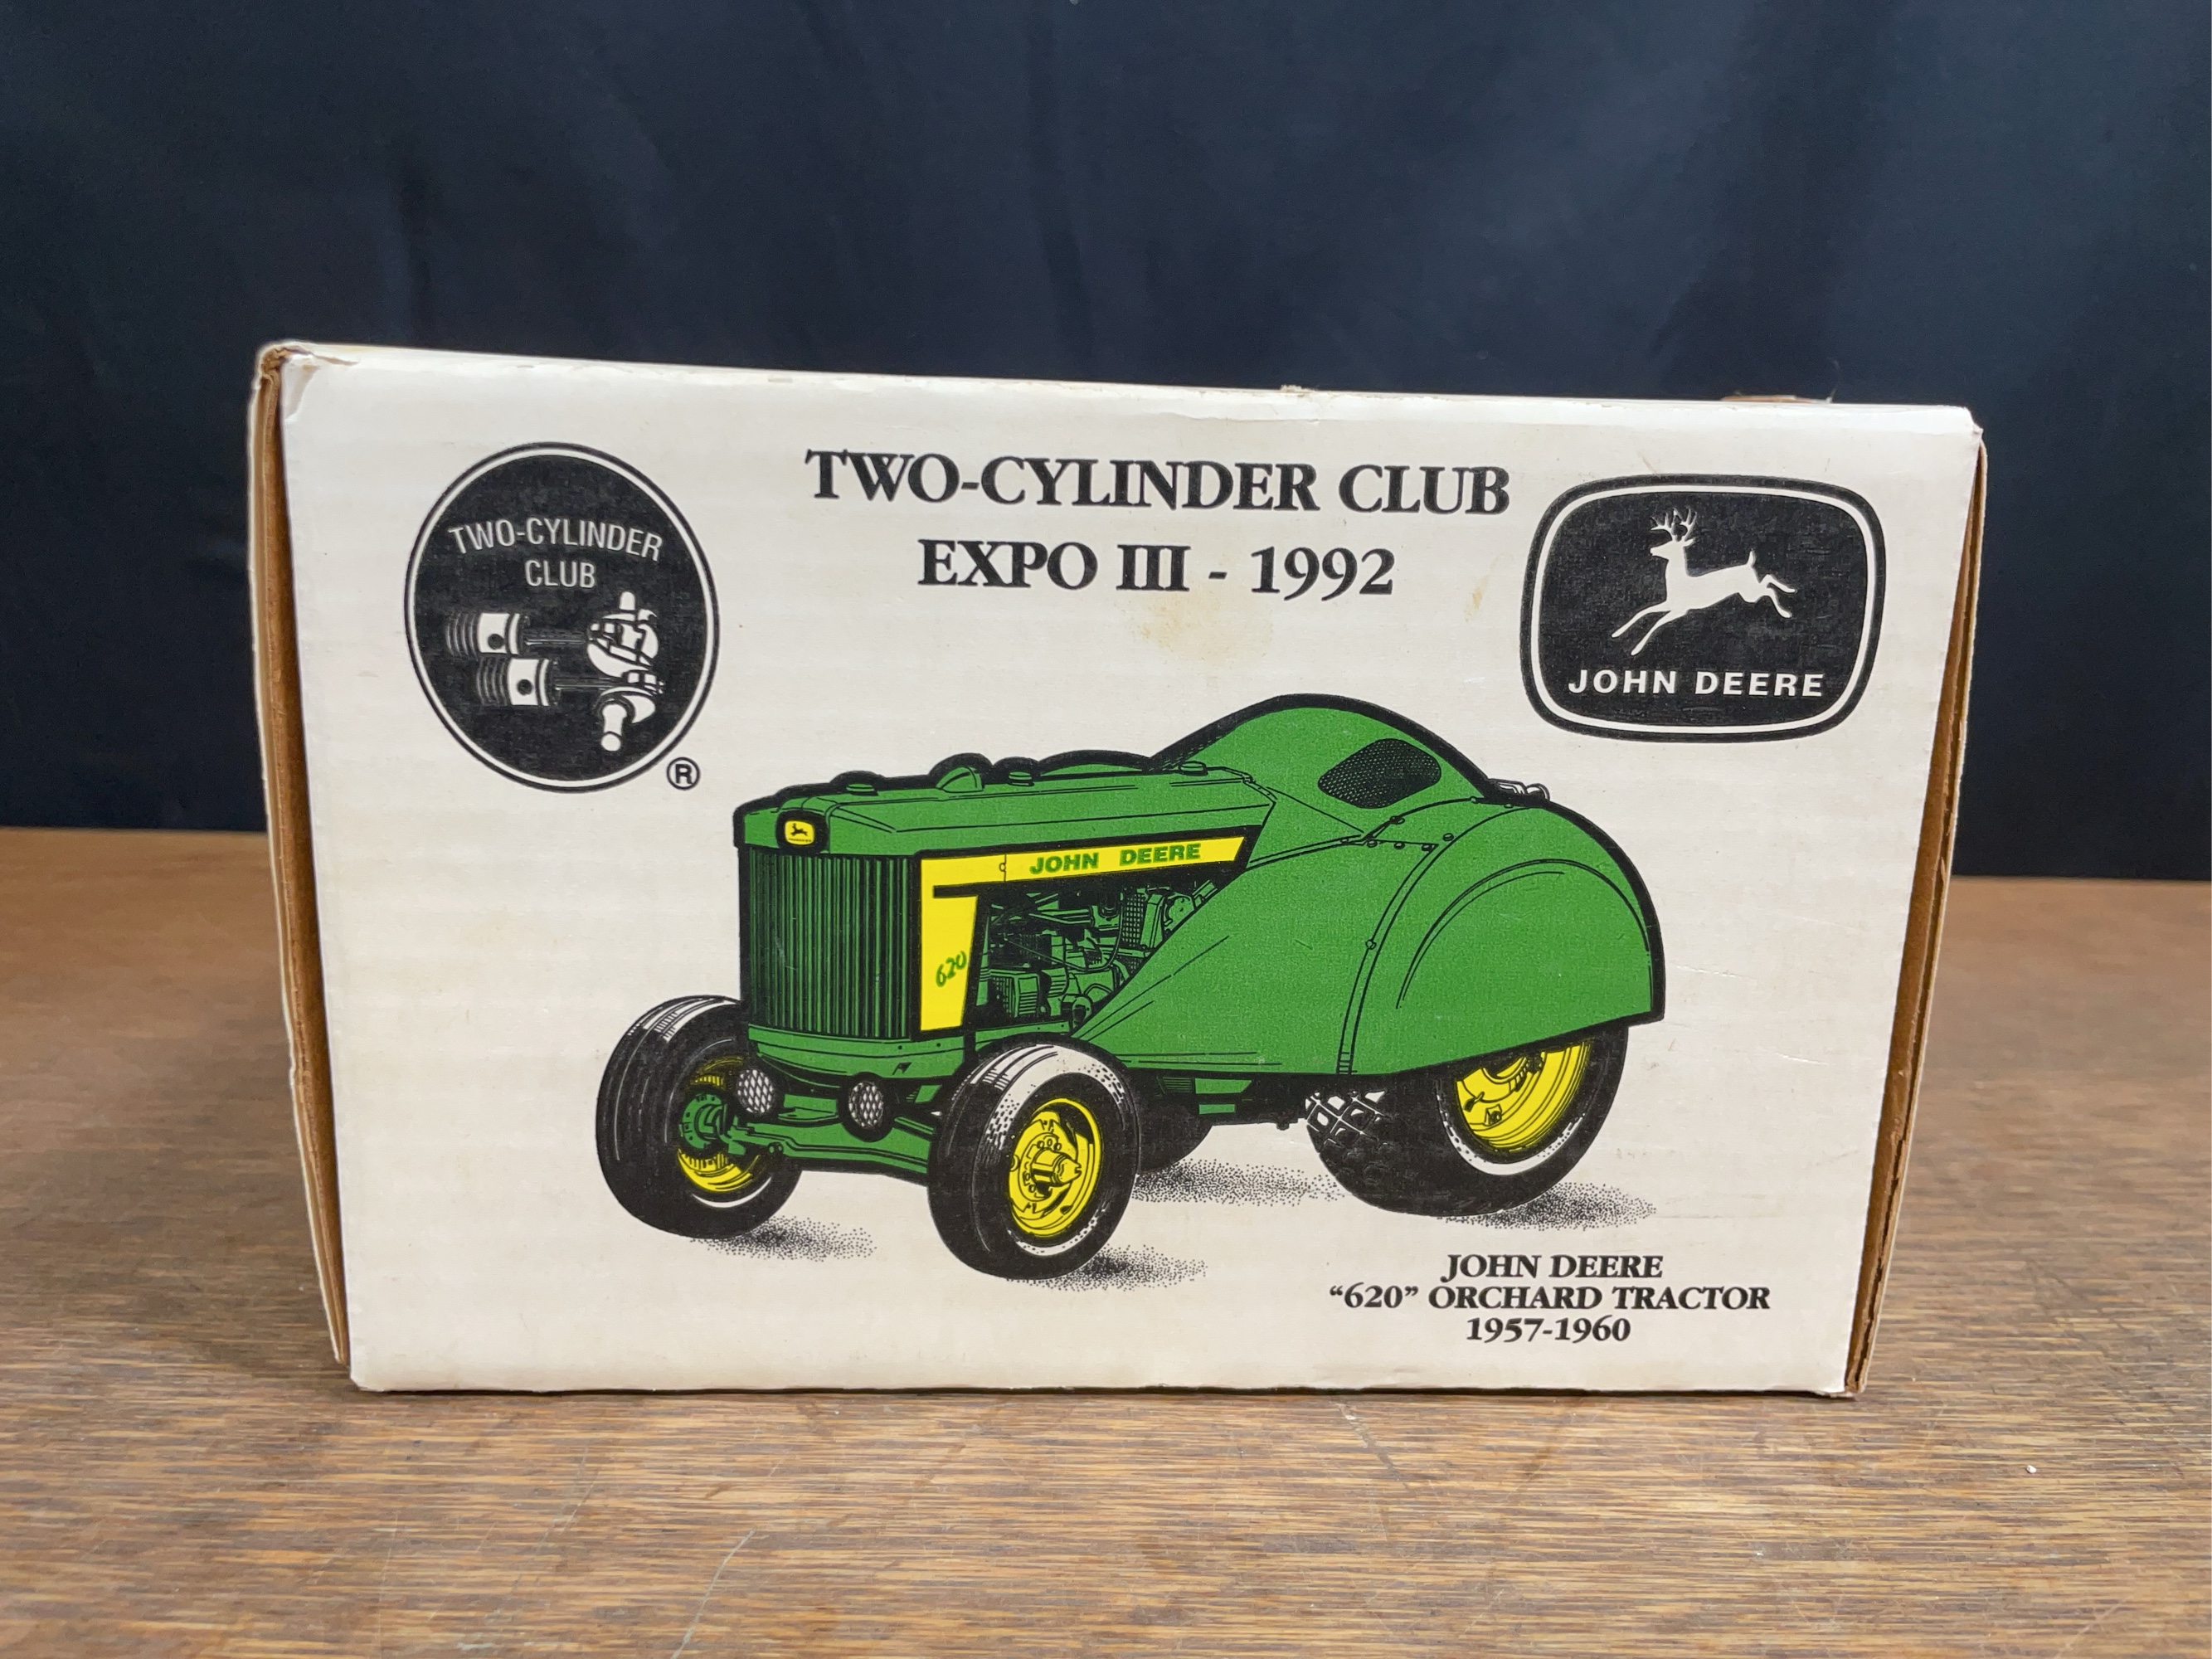 TWO-CYLINDER CLUB
EXPO III - 1992
TWO-CYLINDER
CLUB
®
JOHN DEERE
JOHN DEERE
620
JOHN DEERE
“620” ORCHARD TRACTOR
1957-1960